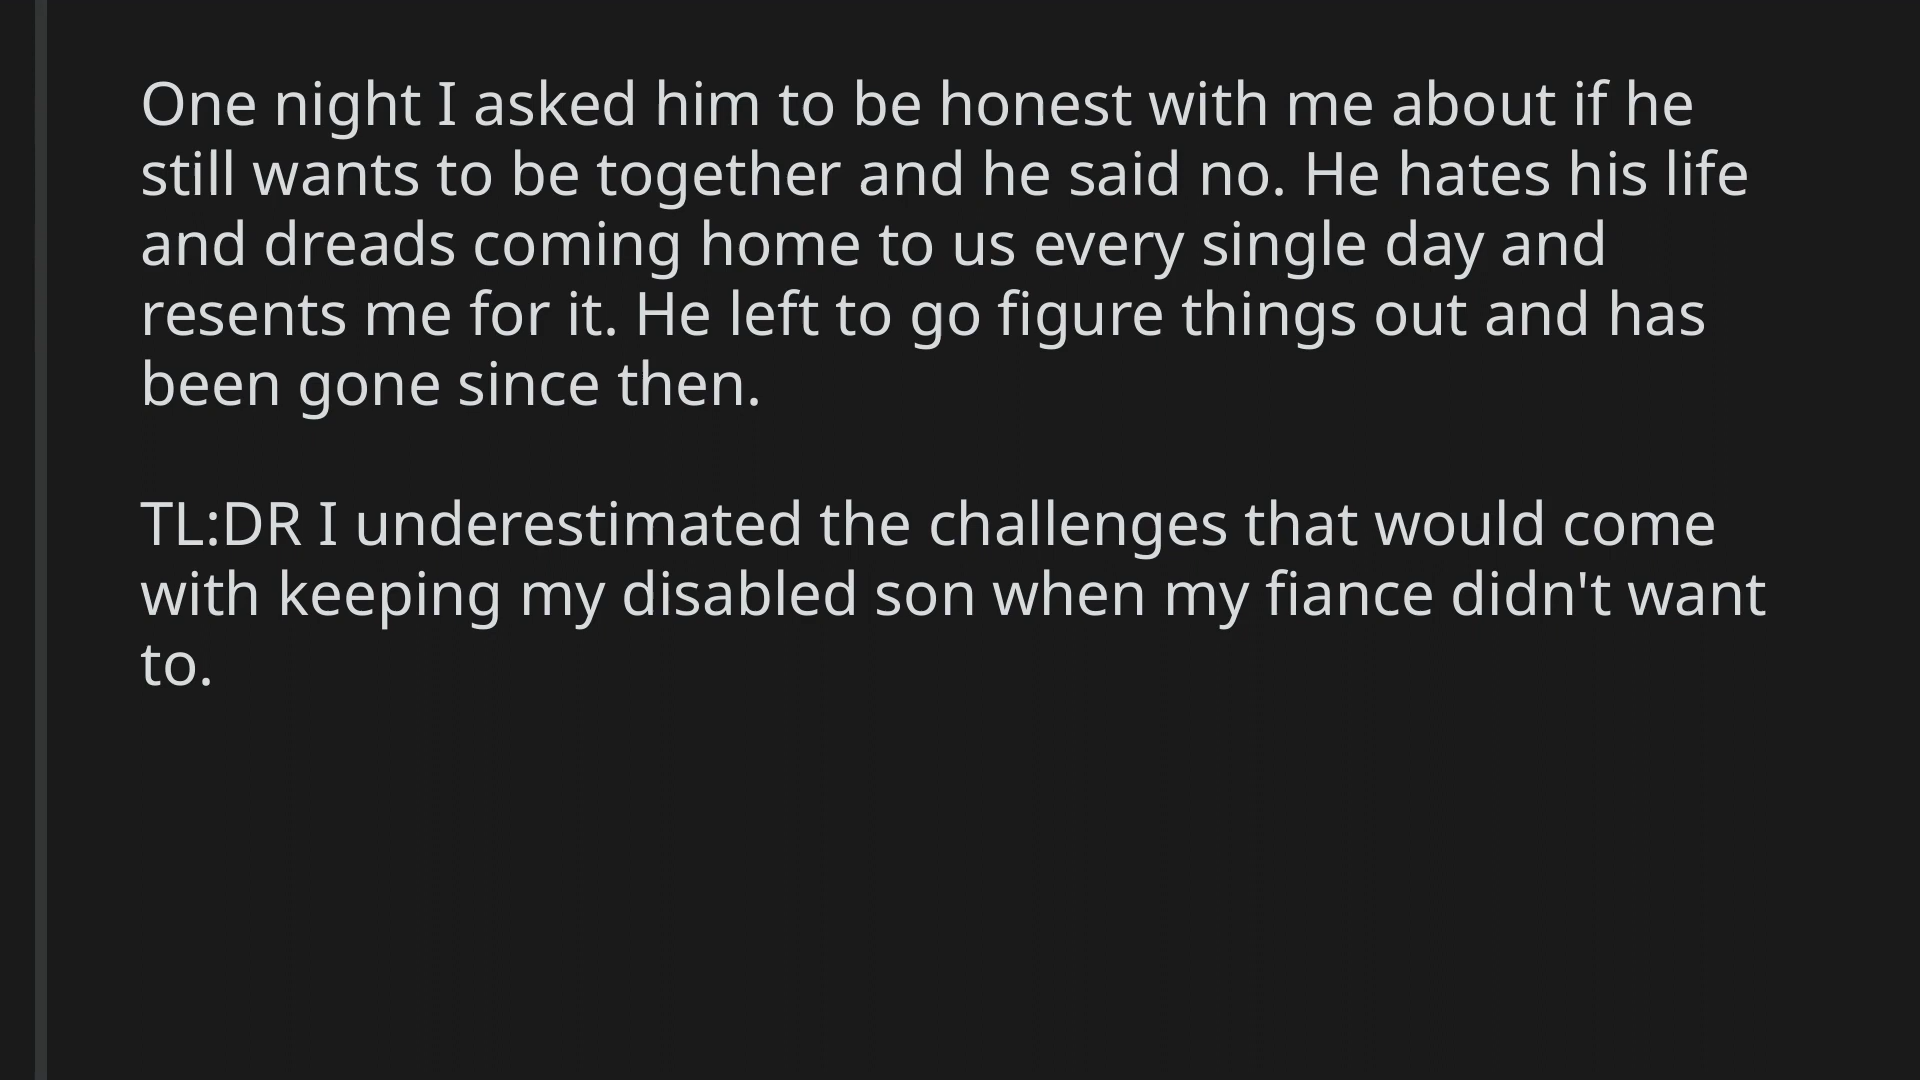 One night I asked him to be honest with me about if he
still wants to be together and he said no. He hates his life
and dreads coming home to us every single day and
resents me for it. He left to go figure things out and has
been gone since then.
TL:DR I underestimated the challenges that would come
with keeping my disabled son when my fiance didn't want
to.